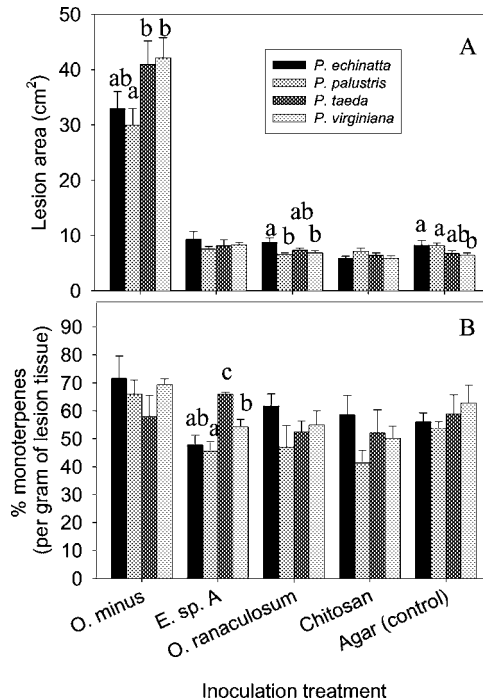 A
P. echinatta
P. palustris
P. taeda
P. virginiana
Lesion area (cm²)
50
40
30
20
10
0
ab
a
b
b
a
b
ab
b
a
a
ab
b
B
% monoterpenes
(per gram of lesion tissue)
90
80
70
60
50
40
30
20
10
0
ab
a
c
b
O. minus
E. sp. A
O. ranaculosum
Chitosan
Agar (control)
Inoculation treatment